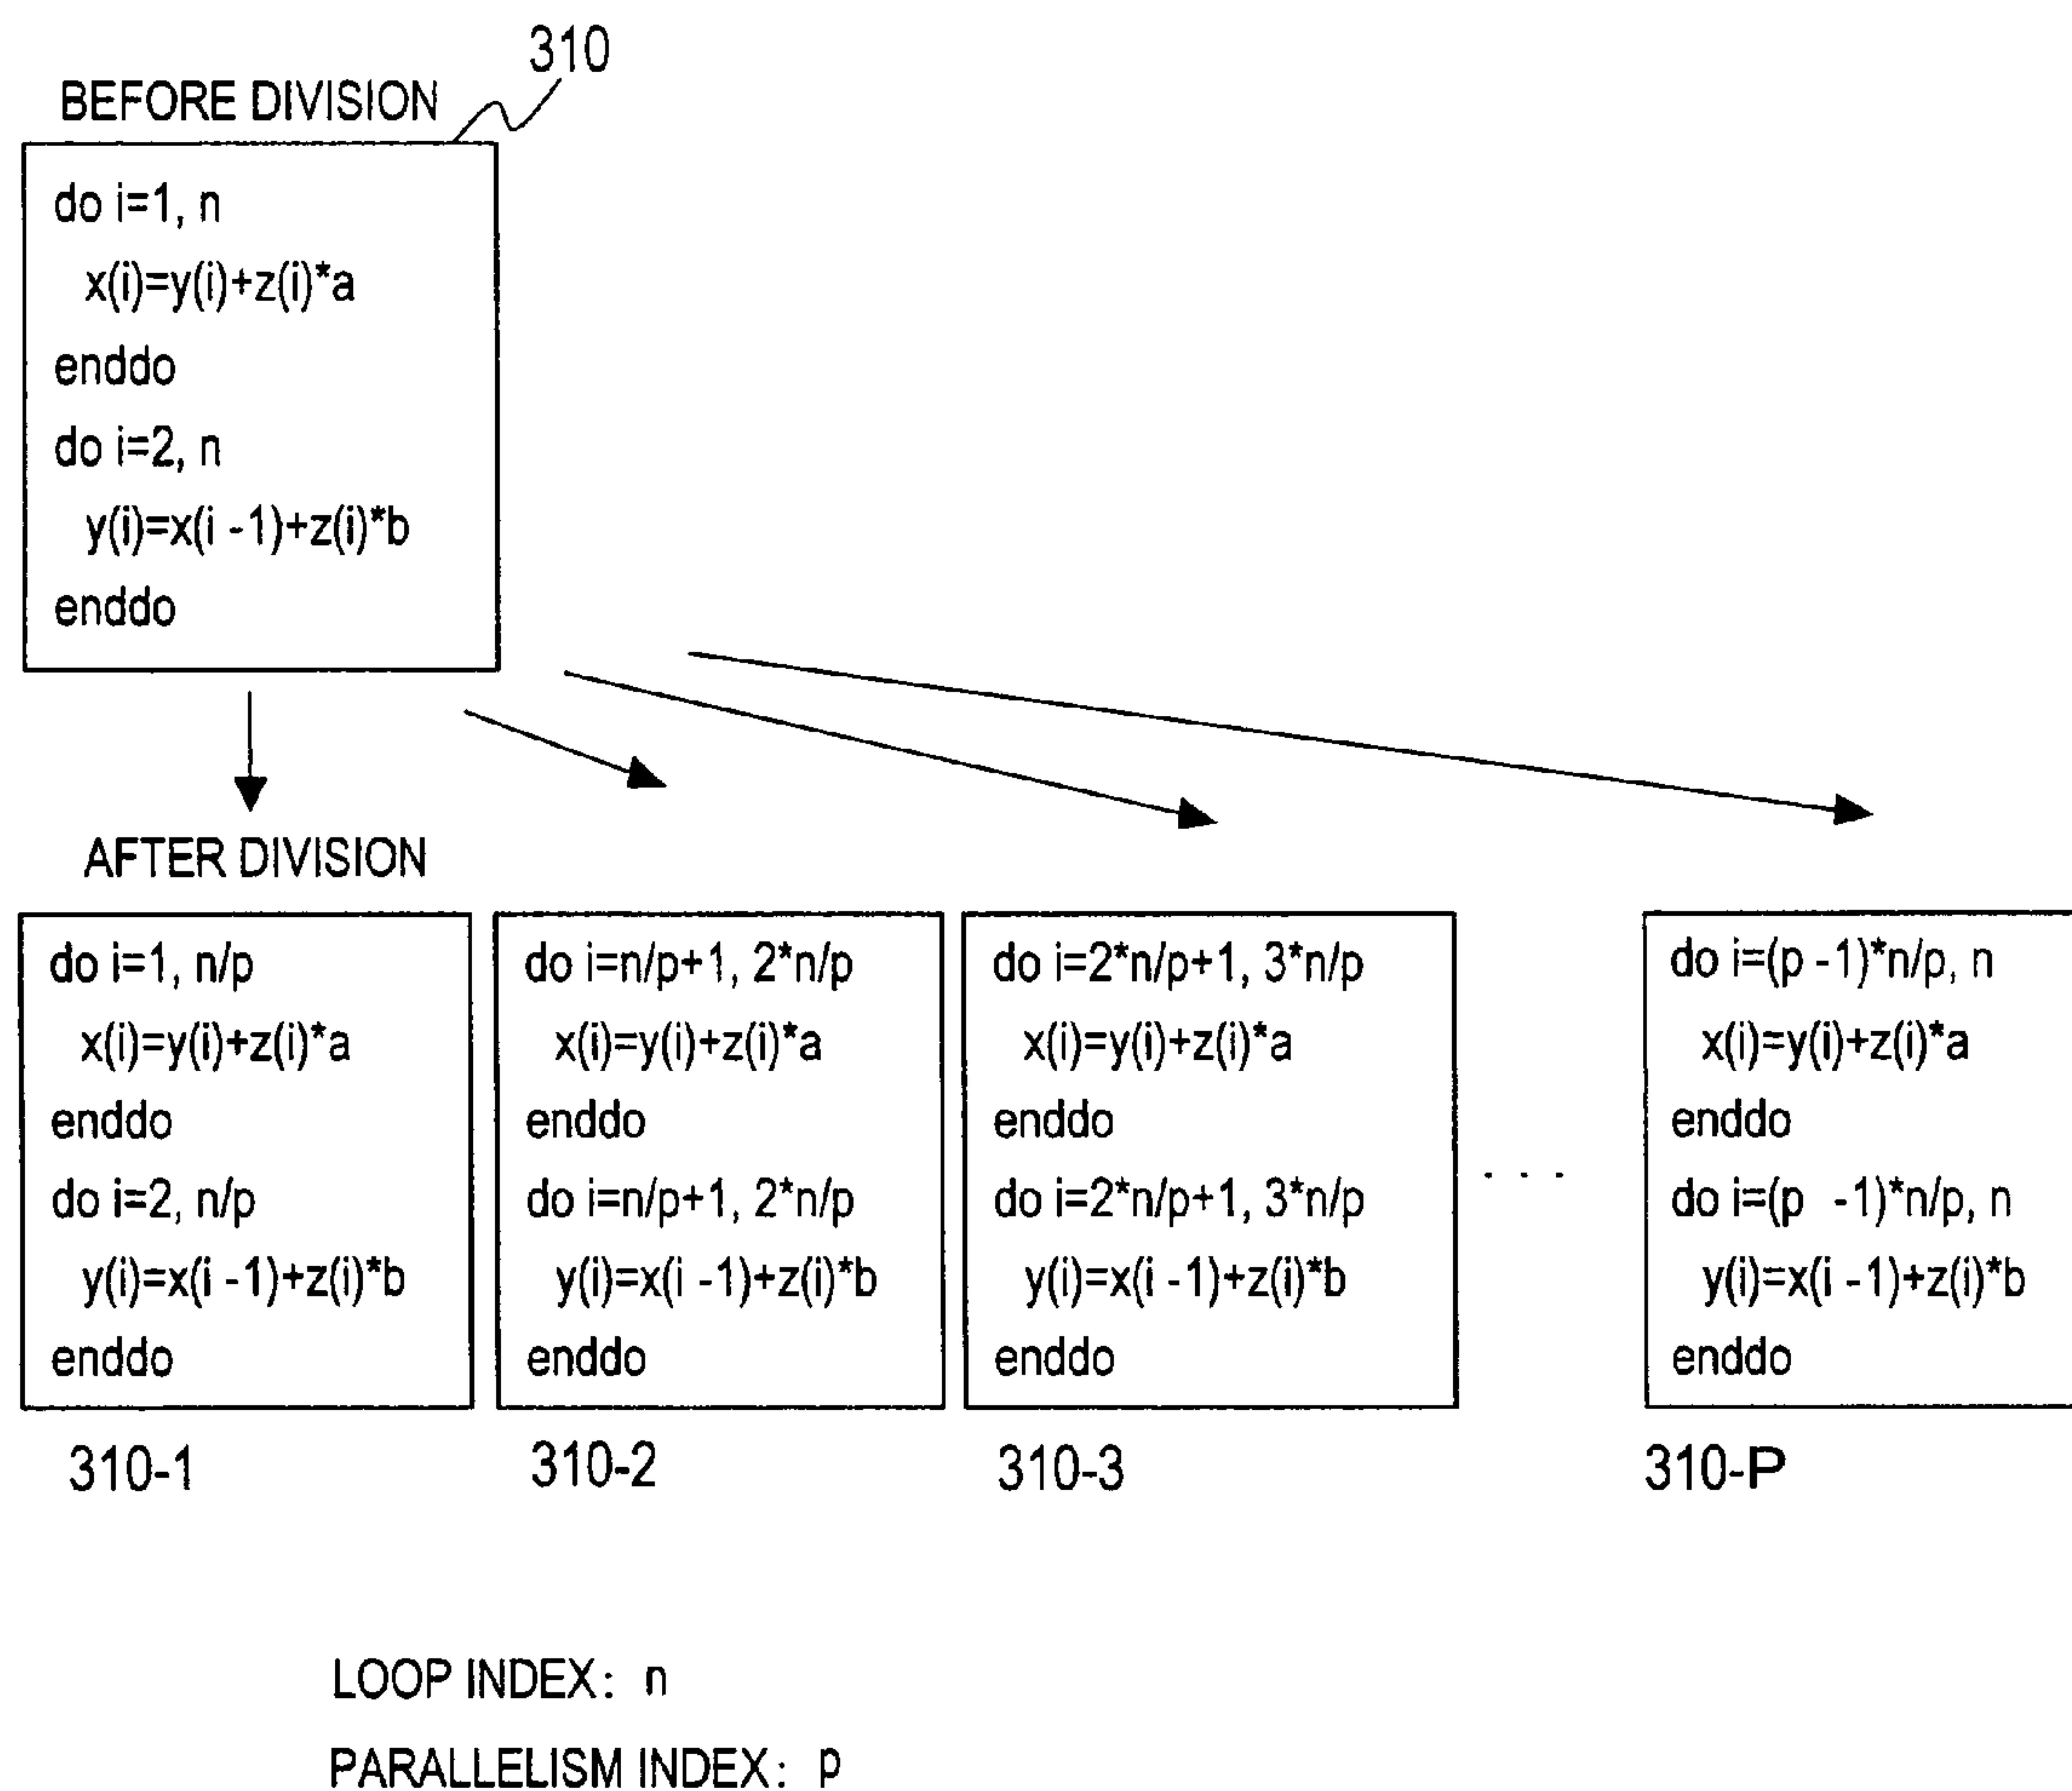 310
BEFORE DIVISION
do i=1, n
x(i)=y(i)+z(i)*a
enddo
do i=2, n
y(i)=x(i -1)+z(i)*b
enddo
AFTER DIVISION
do i=1, n/p
x(i)=y(i)+z(i)*a
enddo
do i=2, n/p
y(i)=x(i -1)+z(i)*b
enddo
310-1
do i=n/p+1, 2*n/p
x(i)=y(i)+z(i)*a
enddo
do i=n/p+1, 2*n/p
y(i)=x(i -1)+z(i)*b
enddo
310-2
do i=2*n/p+1, 3*n/p
x(i)=y(i)+z(i)*a
enddo
do i=2*n/p+1, 3*n/p
y(i)=x(i -1)+z(i)*b
enddo
310-3
. . .
do i=(p -1)*n/p, n
x(i)=y(i)+z(i)*a
enddo
do i=(p -1)*n/p, n
y(i)=x(i -1)+z(i)*b
enddo
310-P
LOOP INDEX: n
PARALLELISM INDEX: p